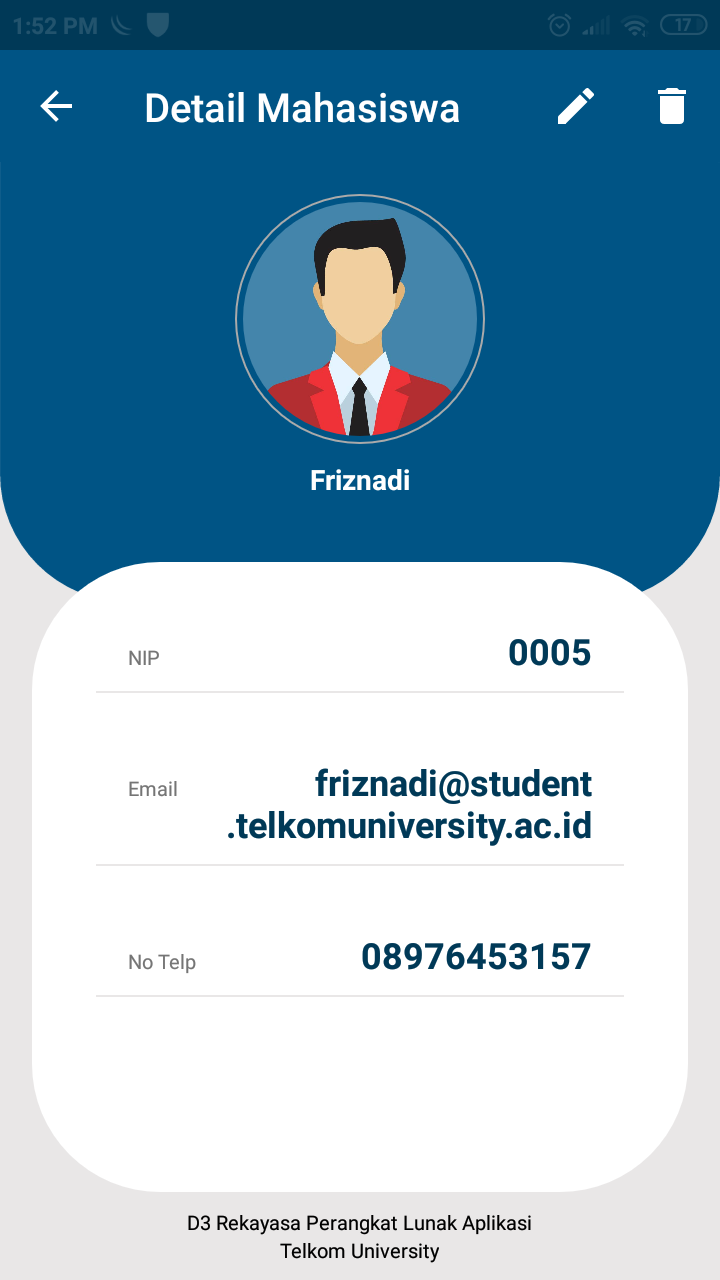 1:52 PM 17
Detail Mahasiswa
Friznadi
NIP 0005
Email friznadi@student
.telkomuniversity.ac.id
No Telp 08976453157
D3 Rekayasa Perangkat Lunak Aplikasi
Telkom University